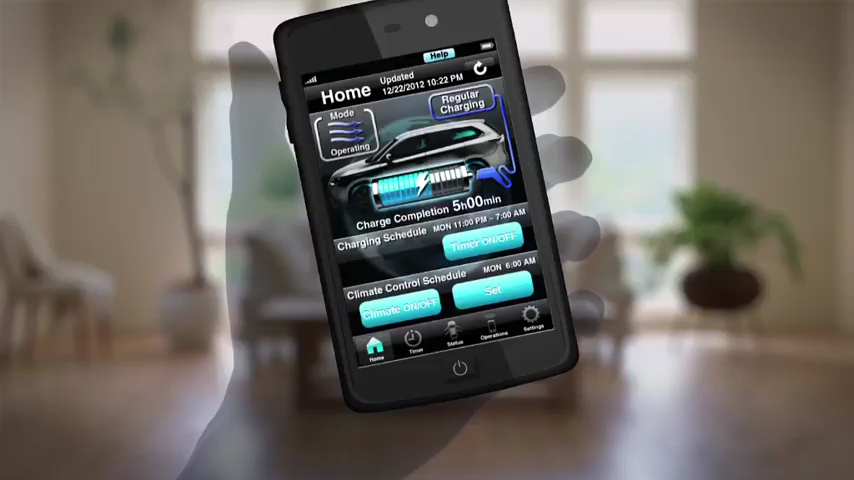 Help
Home
Updated
12/22/2012 10:22 PM
Mode
Operating
Regular
Charging
Charge Completion 5h00min
Charging Schedule MON 11:00 PM – 7:00 AM
Timer ON/OFF
Climate Control Schedule MON 6:00 AM
Climate ON/OFF
Set
Home
Timer
Status
Operations
Settings